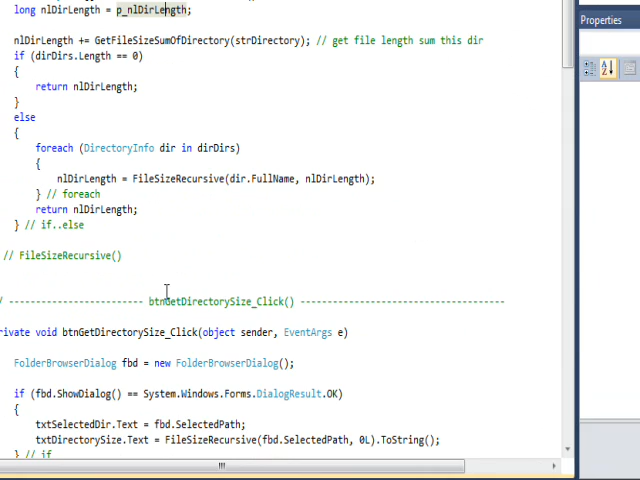 long nlDirLength = p_nlDirLength;
nlDirLength += GetFileSizeSumOfDirectory(strDirectory); // get file length sum this dir
if (dirDirs.Length == 0)
{
return nlDirLength;
}
else
{
foreach (DirectoryInfo dir in dirDirs)
{
nlDirLength = FileSizeRecursive(dir.FullName, nlDirLength);
} // foreach
return nlDirLength;
} // if..else
// FileSizeRecursive()
/ ------------------------- btnGetDirectorySize_Click() --------------------------------------
rivate void btnGetDirectorySize_Click(object sender, EventArgs e)
FolderBrowserDialog fbd = new FolderBrowserDialog();
if (fbd.ShowDialog() == System.Windows.Forms.DialogResult.OK)
{
txtSelectedDir.Text = fbd.SelectedPath;
txtDirectorySize.Text = FileSizeRecursive(fbd.SelectedPath, 0L).ToString();
} // if
Properties